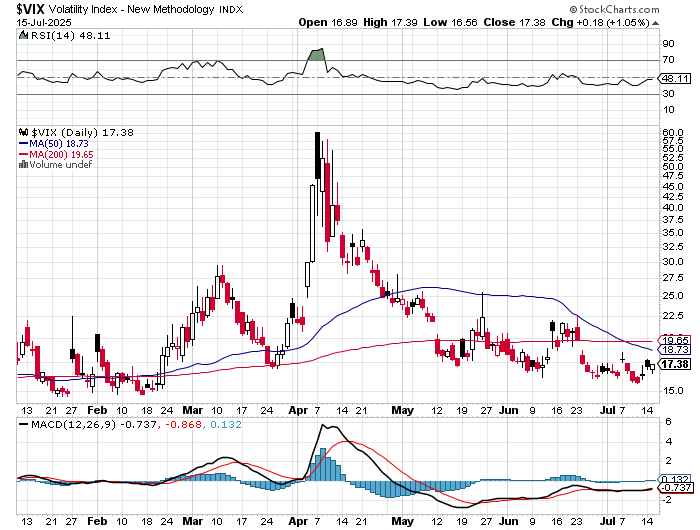 $VIX Volatility Index - New Methodology INDX
© StockCharts.com
15-Jul-2025
Open 16.89 High 17.39 Low 16.56 Close 17.38 Chg +0.18 (+1.05%)
RSI(14) 48.11
90
70
50
48.11
30
10
$VIX (Daily) 17.38
MA(50) 18.73
MA(200) 19.65
Volume undef
60.0
57.5
55.0
52.5
50.0
47.5
45.0
42.5
40.0
37.5
35.0
32.5
30.0
27.5
25.0
22.5
19.65
18.73
17.38
15.0
13 21 27 Feb 10 18 24 Mar 10 17 24 Apr 7 14 21 May 12 19 27 Jun 9 16 23 Jul 7 14
MACD(12,26,9) -0.737, -0.868, 0.132
6
4
2
0.132
-0.737
-2
13 21 27 Feb 10 18 24 Mar 10 17 24 Apr 7 14 21 May 12 19 27 Jun 9 16 23 Jul 7 14